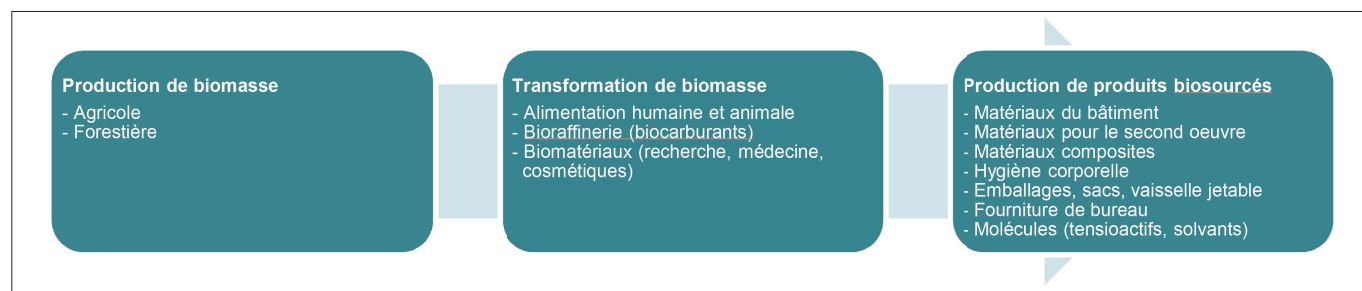 Production de biomasse
- Agricole
- Forestière
Transformation de biomasse
- Alimentation humaine et animale
- Bioraffinerie (biocarburants)
- Biomatériaux (recherche, médecine,
cosmétiques)
Production de produits biosourcés
- Matériaux du bâtiment
- Matériaux pour le second oeuvre
- Matériaux composites
- Hygiène corporelle
- Emballages, sacs, vaisselle jetable
- Fourniture de bureau
- Molécules (tensioactifs, solvants)